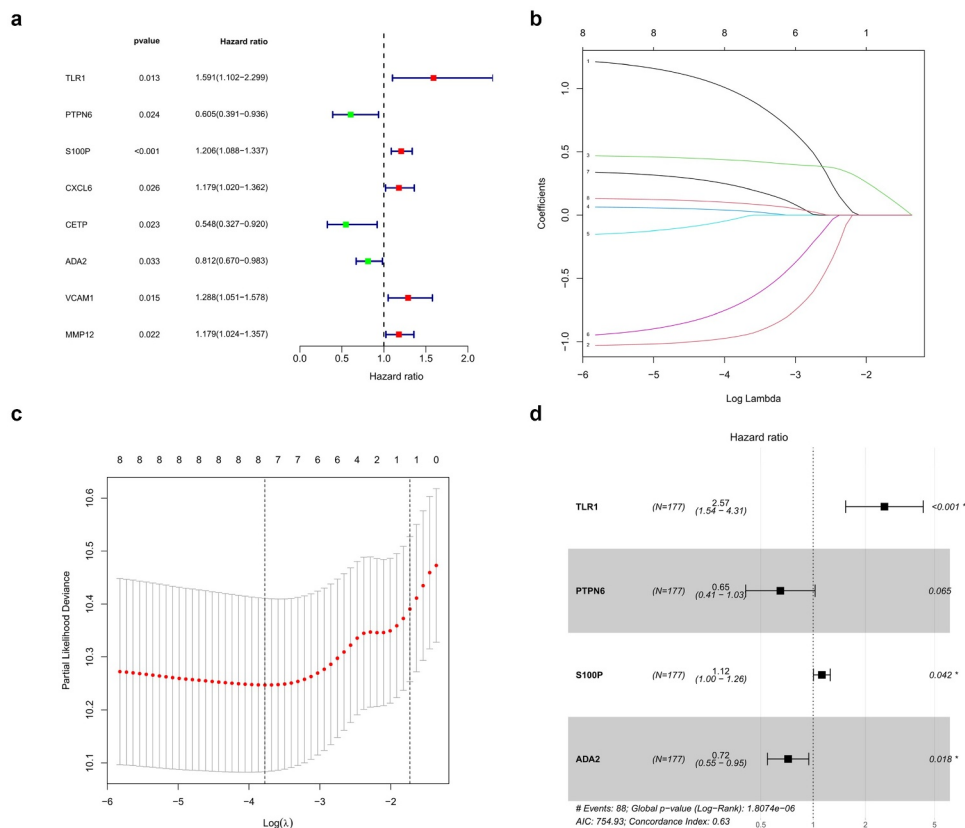 a
pvalue Hazard ratio
TLR1 0.013 1.591(1.102−2.299)
PTPN6 0.024 0.605(0.391−0.936)
S100P <0.001 1.206(1.088−1.337)
CXCL6 0.026 1.179(1.020−1.362)
CETP 0.023 0.548(0.327−0.920)
ADA2 0.033 0.812(0.670−0.983)
VCAM1 0.015 1.288(1.051−1.578)
MMP12 0.022 1.179(1.024−1.357)
0.0 0.5 1.0 1.5 2.0
Hazard ratio
b
8 8 8 6 1
1.0
0.5
0.0
−0.5
−1.0
Coefficients
1
3
7
8
4
5
6
2
−6 −5 −4 −3 −2
Log Lambda
c
8 8 8 8 8 8 8 8 7 7 6 6 4 2 1 1 0
10.6
10.5
10.4
10.3
10.2
10.1
Partial Likelihood Deviance
−6 −5 −4 −3 −2
Log(λ)
d
Hazard ratio
TLR1 (N=177) 2.57 (1.54 − 4.31) <0.001 *
PTPN6 (N=177) 0.65 (0.41 − 1.03) 0.065
S100P (N=177) 1.12 (1.00 − 1.26) 0.042 *
ADA2 (N=177) 0.72 (0.55 − 0.95) 0.018 *
# Events: 88; Global p−value (Log−Rank): 1.8074e−06
AIC: 754.93; Concordance Index: 0.63
0.5 1 2 5